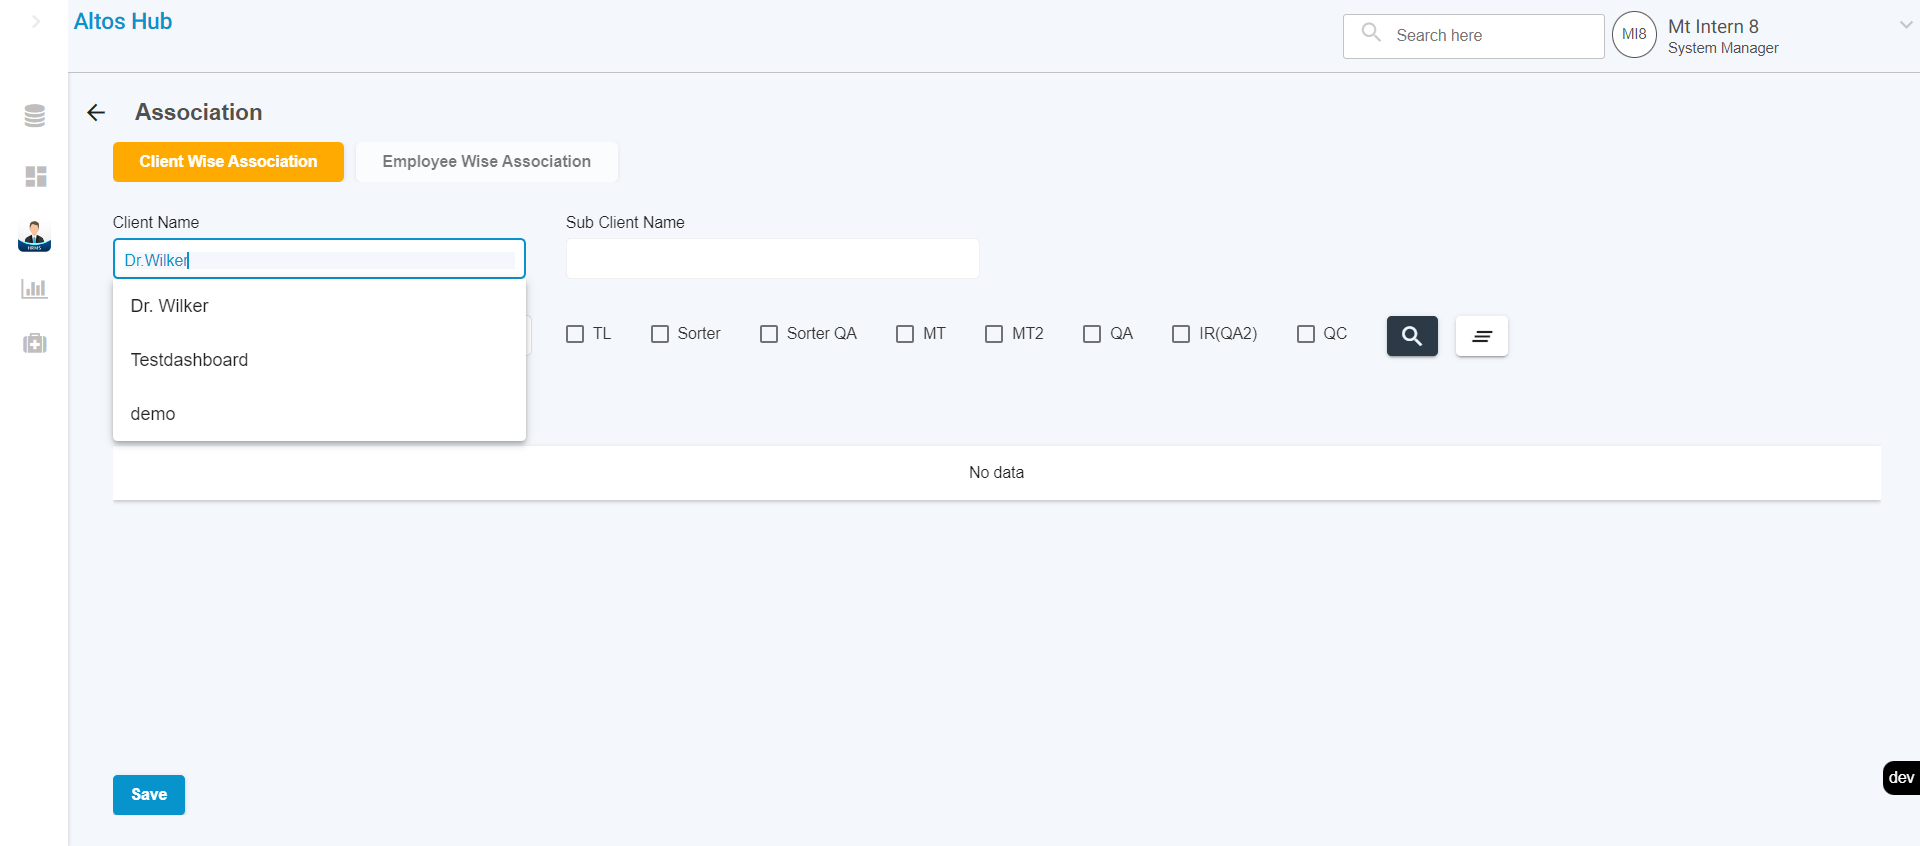 Altos Hub
Search here
MI8
Mt Intern 8
System Manager
Association
Client Wise Association
Employee Wise Association
Client Name
Sub Client Name
Dr.Wilker
Dr. Wilker
Testdashboard
demo
TL
Sorter
Sorter QA
MT
MT2
QA
IR(QA2)
QC
HRMS
No data
dev
Save